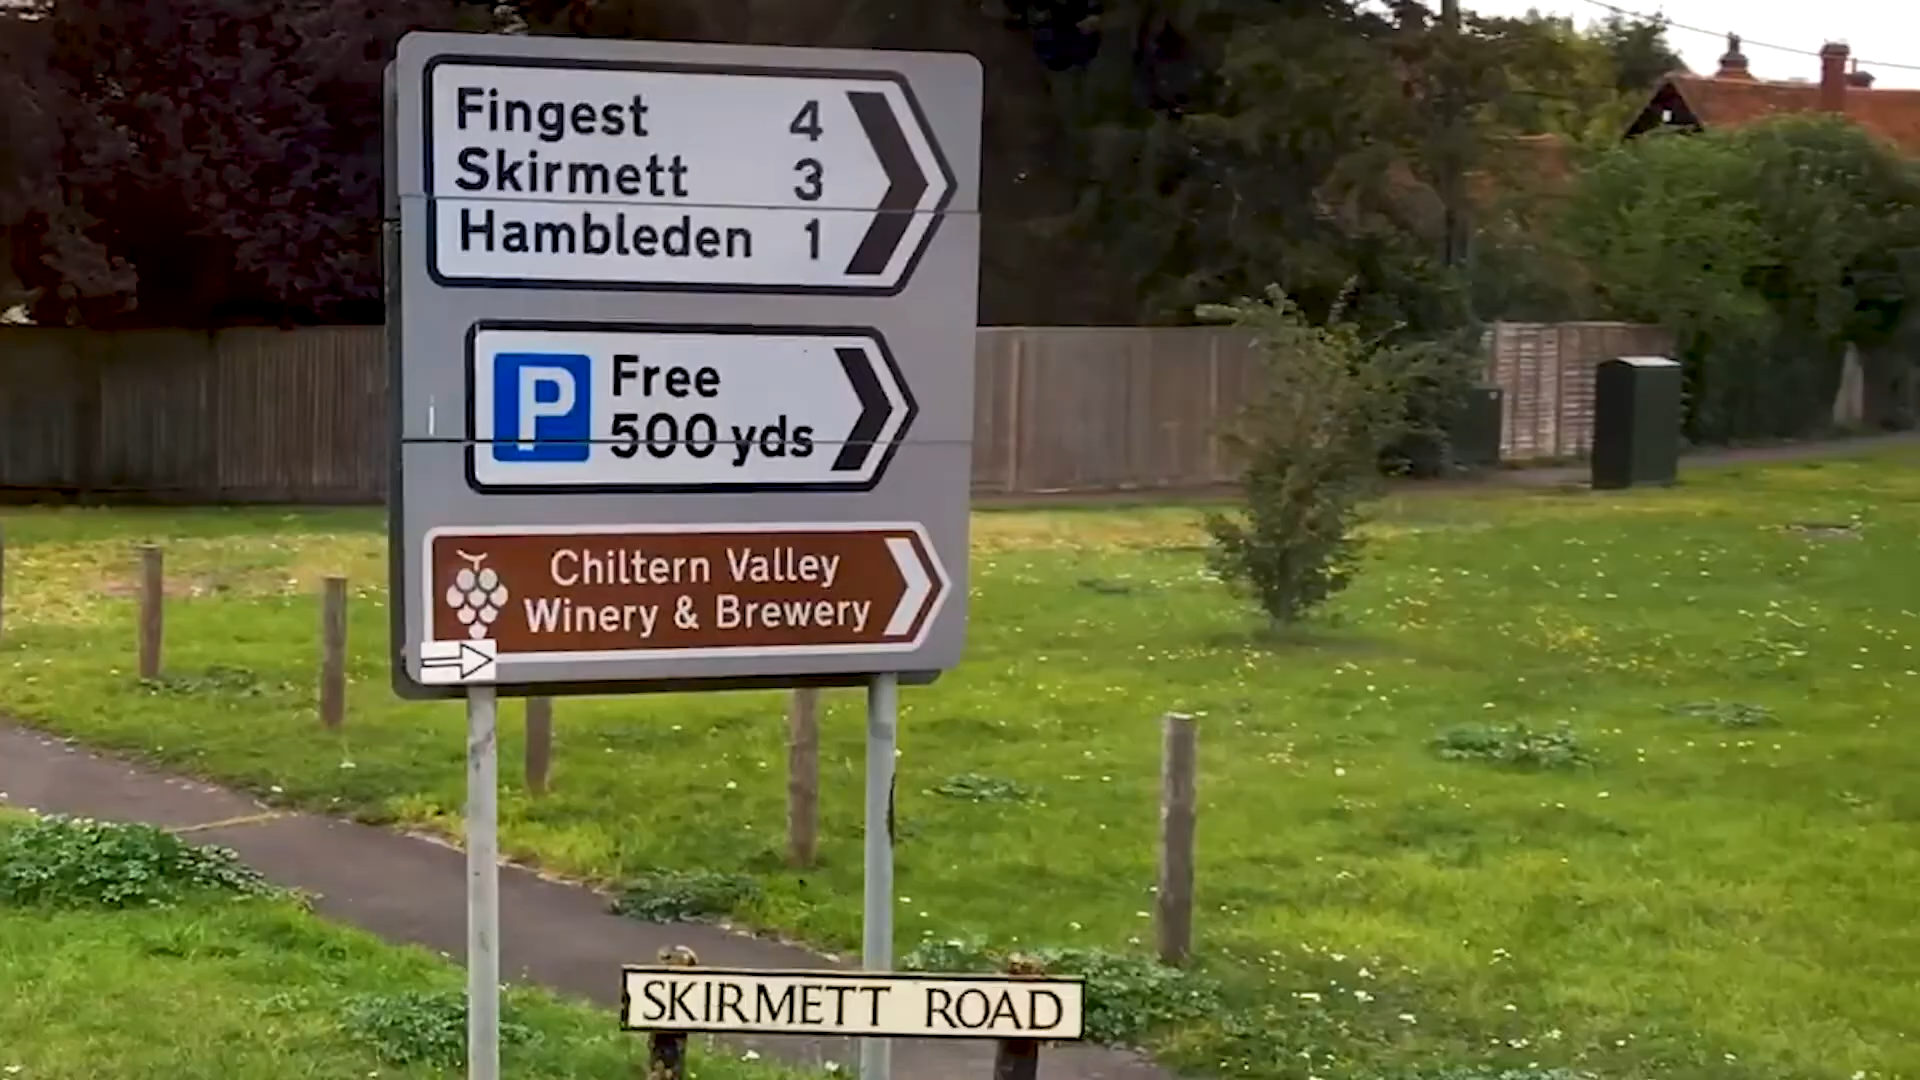 Fingest 4
Skirmett 3
Hambleden 1
P Free
500 yds
Chiltern Valley
Winery & Brewery
SKIRMETT ROAD